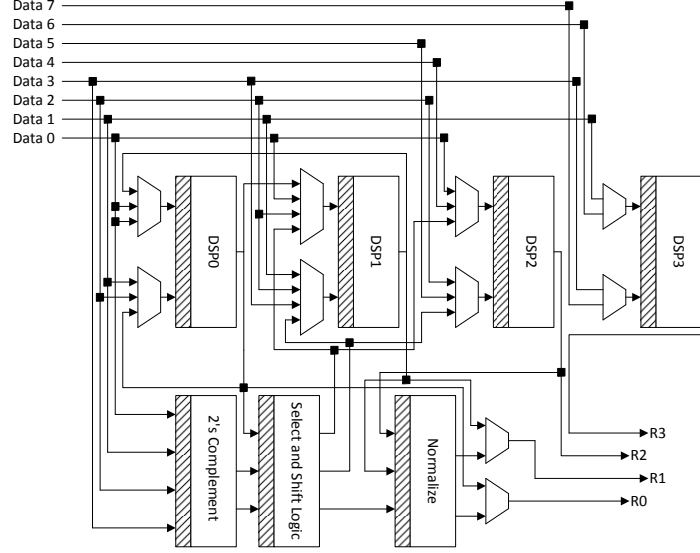 Data 7
Data 6
Data 5
Data 4
Data 3
Data 2
Data 1
Data 0
DSP0
DSP1
DSP2
DSP3
2's Complement
Select and Shift Logic
Normalize
R3
R2
R1
R0